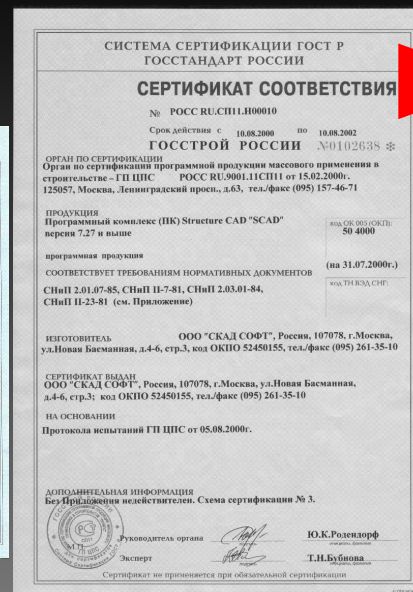 СИСТЕМА СЕРТИФИКАЦИИ ГОСТ Р
ГОССТАНДАРТ РОССИИ
СЕРТИФИКАТ СООТВЕТСТВИЯ
№ РОСС RU.СП11.Н00010
Срок действия с 10.08.2000 по 10.08.2002
ГОССТРОЙ РОССИИ №0102638 ✻
ОРГАН ПО СЕРТИФИКАЦИИ
Орган по сертификации программной продукции массового применения в
строительстве – ГП ЦПС РОСС RU.9001.11СП11 от 15.02.2000г.
125057, Москва, Ленинградский просп., д.63, тел./факс (095) 157-46-71
ПРОДУКЦИЯ
Программный комплекс (ПК) Structure CAD "SCAD"
версия 7.27 и выше
код ОК 005 (ОКП):
50 4000
программная продукция
(на 31.07.2000г.)
СООТВЕТСТВУЕТ ТРЕБОВАНИЯМ НОРМАТИВНЫХ ДОКУМЕНТОВ
код ТН ВЭД СНГ:
СНиП 2.01.07-85, СНиП II-7-81, СНиП 2.03.01-84,
СНиП II-23-81 (см. Приложение)
ИЗГОТОВИТЕЛЬ ООО "СКАД СОФТ", Россия, 107078, г.Москва,
ул.Новая Басманная, д.4-6, стр.3, код ОКПО 52450155, тел./факс (095) 261-35-10
СЕРТИФИКАТ ВЫДАН
ООО "СКАД СОФТ", Россия, 107078, г.Москва, ул.Новая Басманная,
д.4-6, стр.3; код ОКПО 52450155, тел./факс (095) 261-35-10
НА ОСНОВАНИИ
Протокола испытаний ГП ЦПС от 05.08.2000г.
ДОПОЛНИТЕЛЬНАЯ ИНФОРМАЦИЯ
Без Приложения недействителен. Схема сертификации № 3.
Руководитель органа Ю.К.Родендорф
М.П.
Эксперт Т.Н.Бубнова
Сертификат не применяется при обязательной сертификации